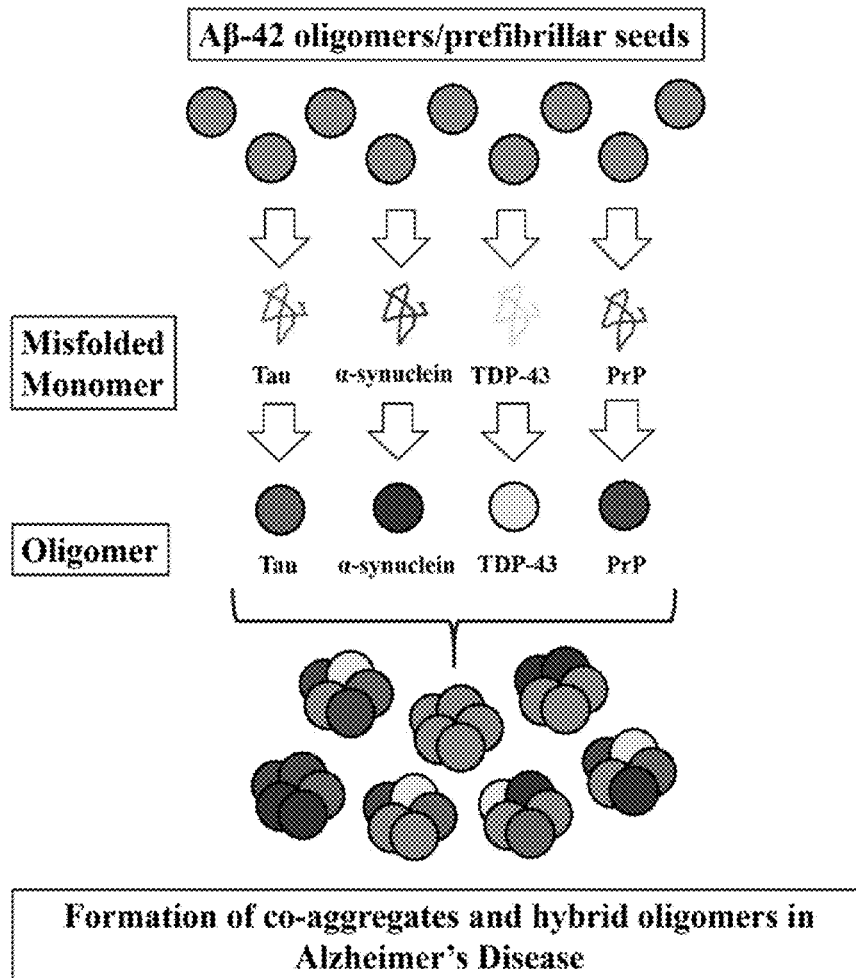 Aβ-42 oligomers/prefibrillar seeds
Misfolded
Monomer
Tau α-synuclein TDP-43 PrP
Oligomer
Tau α-synuclein TDP-43 PrP
Formation of co-aggregates and hybrid oligomers in
Alzheimer's Disease